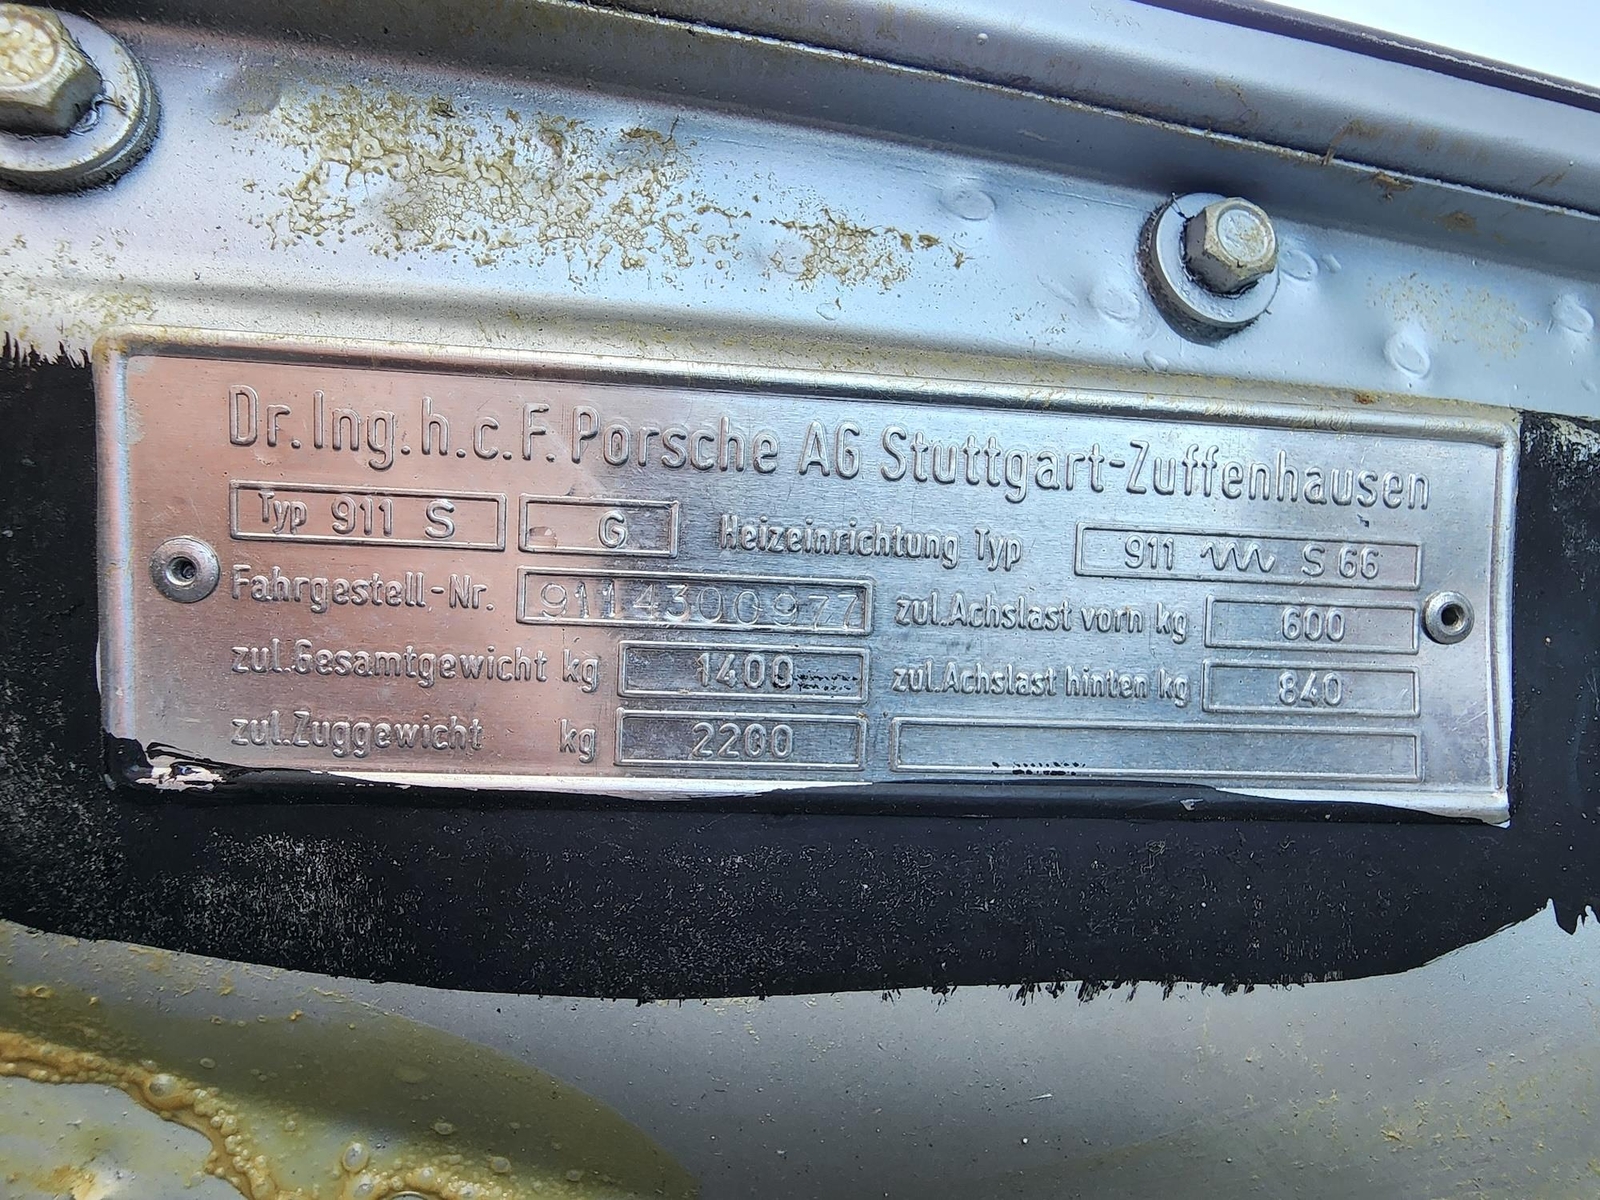 Dr.Ing.h.c.F.Porsche AG Stuttgart-Zuffenhausen
Typ 911 S G Heizeinrichtung Typ 911 S 66
Fahrgestell-Nr. 9114300977 zul.Achslast vorn kg 600
zul.Gesamtgewicht kg 1400 zul.Achslast hinten kg 840
zul.Zuggewicht kg 2200